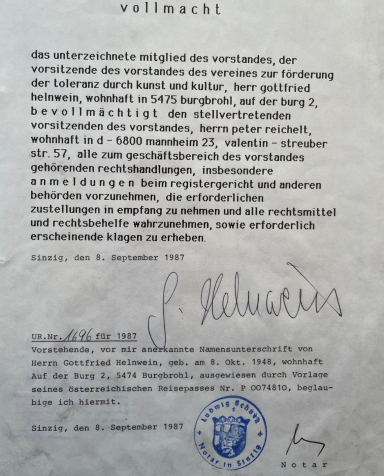 v o l l m a c h t
das unterzeichnete mitglied des vorstandes, der
vorsitzende des vorstandes des vereines zur förderung
der toleranz durch kunst und kultur, herr gottfried
helnwein, wohnhaft in 5475 burgbrohl, auf der burg 2,
b e v o l l m ä c h t i g t den stellvertretenden
vorsitzenden des vorstandes, herrn peter reichelt,
wohnhaft in d - 6800 mannheim 23, valentin - streuber
str. 57, alle zum geschäftsbereich des vorstandes
gehörenden rechtshandlungen, insbesondere
a n m e l d u n g e n beim registergericht und anderen
behörden vorzunehmen, die erforderlichen
zustellungen in empfang zu nehmen und alle rechtsmittel
und rechtsbehelfe wahrzunehmen, sowie erforderlich
erscheinende klagen zu erheben.
Sinzig, den 8. September 1987
G. Helnwein
UR.Nr. 1696 für 1987
Vorstehende, vor mir anerkannte Namensunterschrift von
Herrn Gottfried Helnwein, geb. am 8. Okt. 1948, wohnhaft
Auf der Burg 2, 5474 Burgbrohl, ausgewiesen durch Vorlage
seines österreichischen Reisepasses Nr. P 0074810, beglau-
bige ich hiermit.
Sinzig, den 8. September 1987
Ludwig
Notar in Sinzig
N o t a r